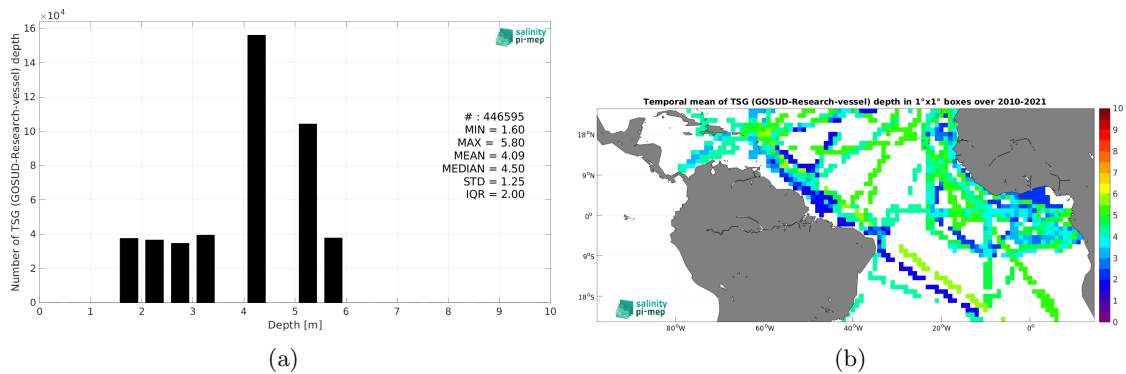 ×10⁴
16
14
12
10
8
6
4
2
0
Number of TSG (GOSUD-Research-vessel) depth
0 1 2 3 4 5 6 7 8 9 10
Depth [m]
salinity
pi-mep
# : 446595
MIN = 1.60
MAX = 5.80
MEAN = 4.09
MEDIAN = 4.50
STD = 1.25
IQR = 2.00
(a)
Temporal mean of TSG (GOSUD-Research-vessel) depth in 1°x1° boxes over 2010-2021
18°N
9°N
0°
9°S
18°S
80°W 60°W 40°W 20°W 0°
salinity
pi-mep
10
9
8
7
6
5
4
3
2
1
0
(b)